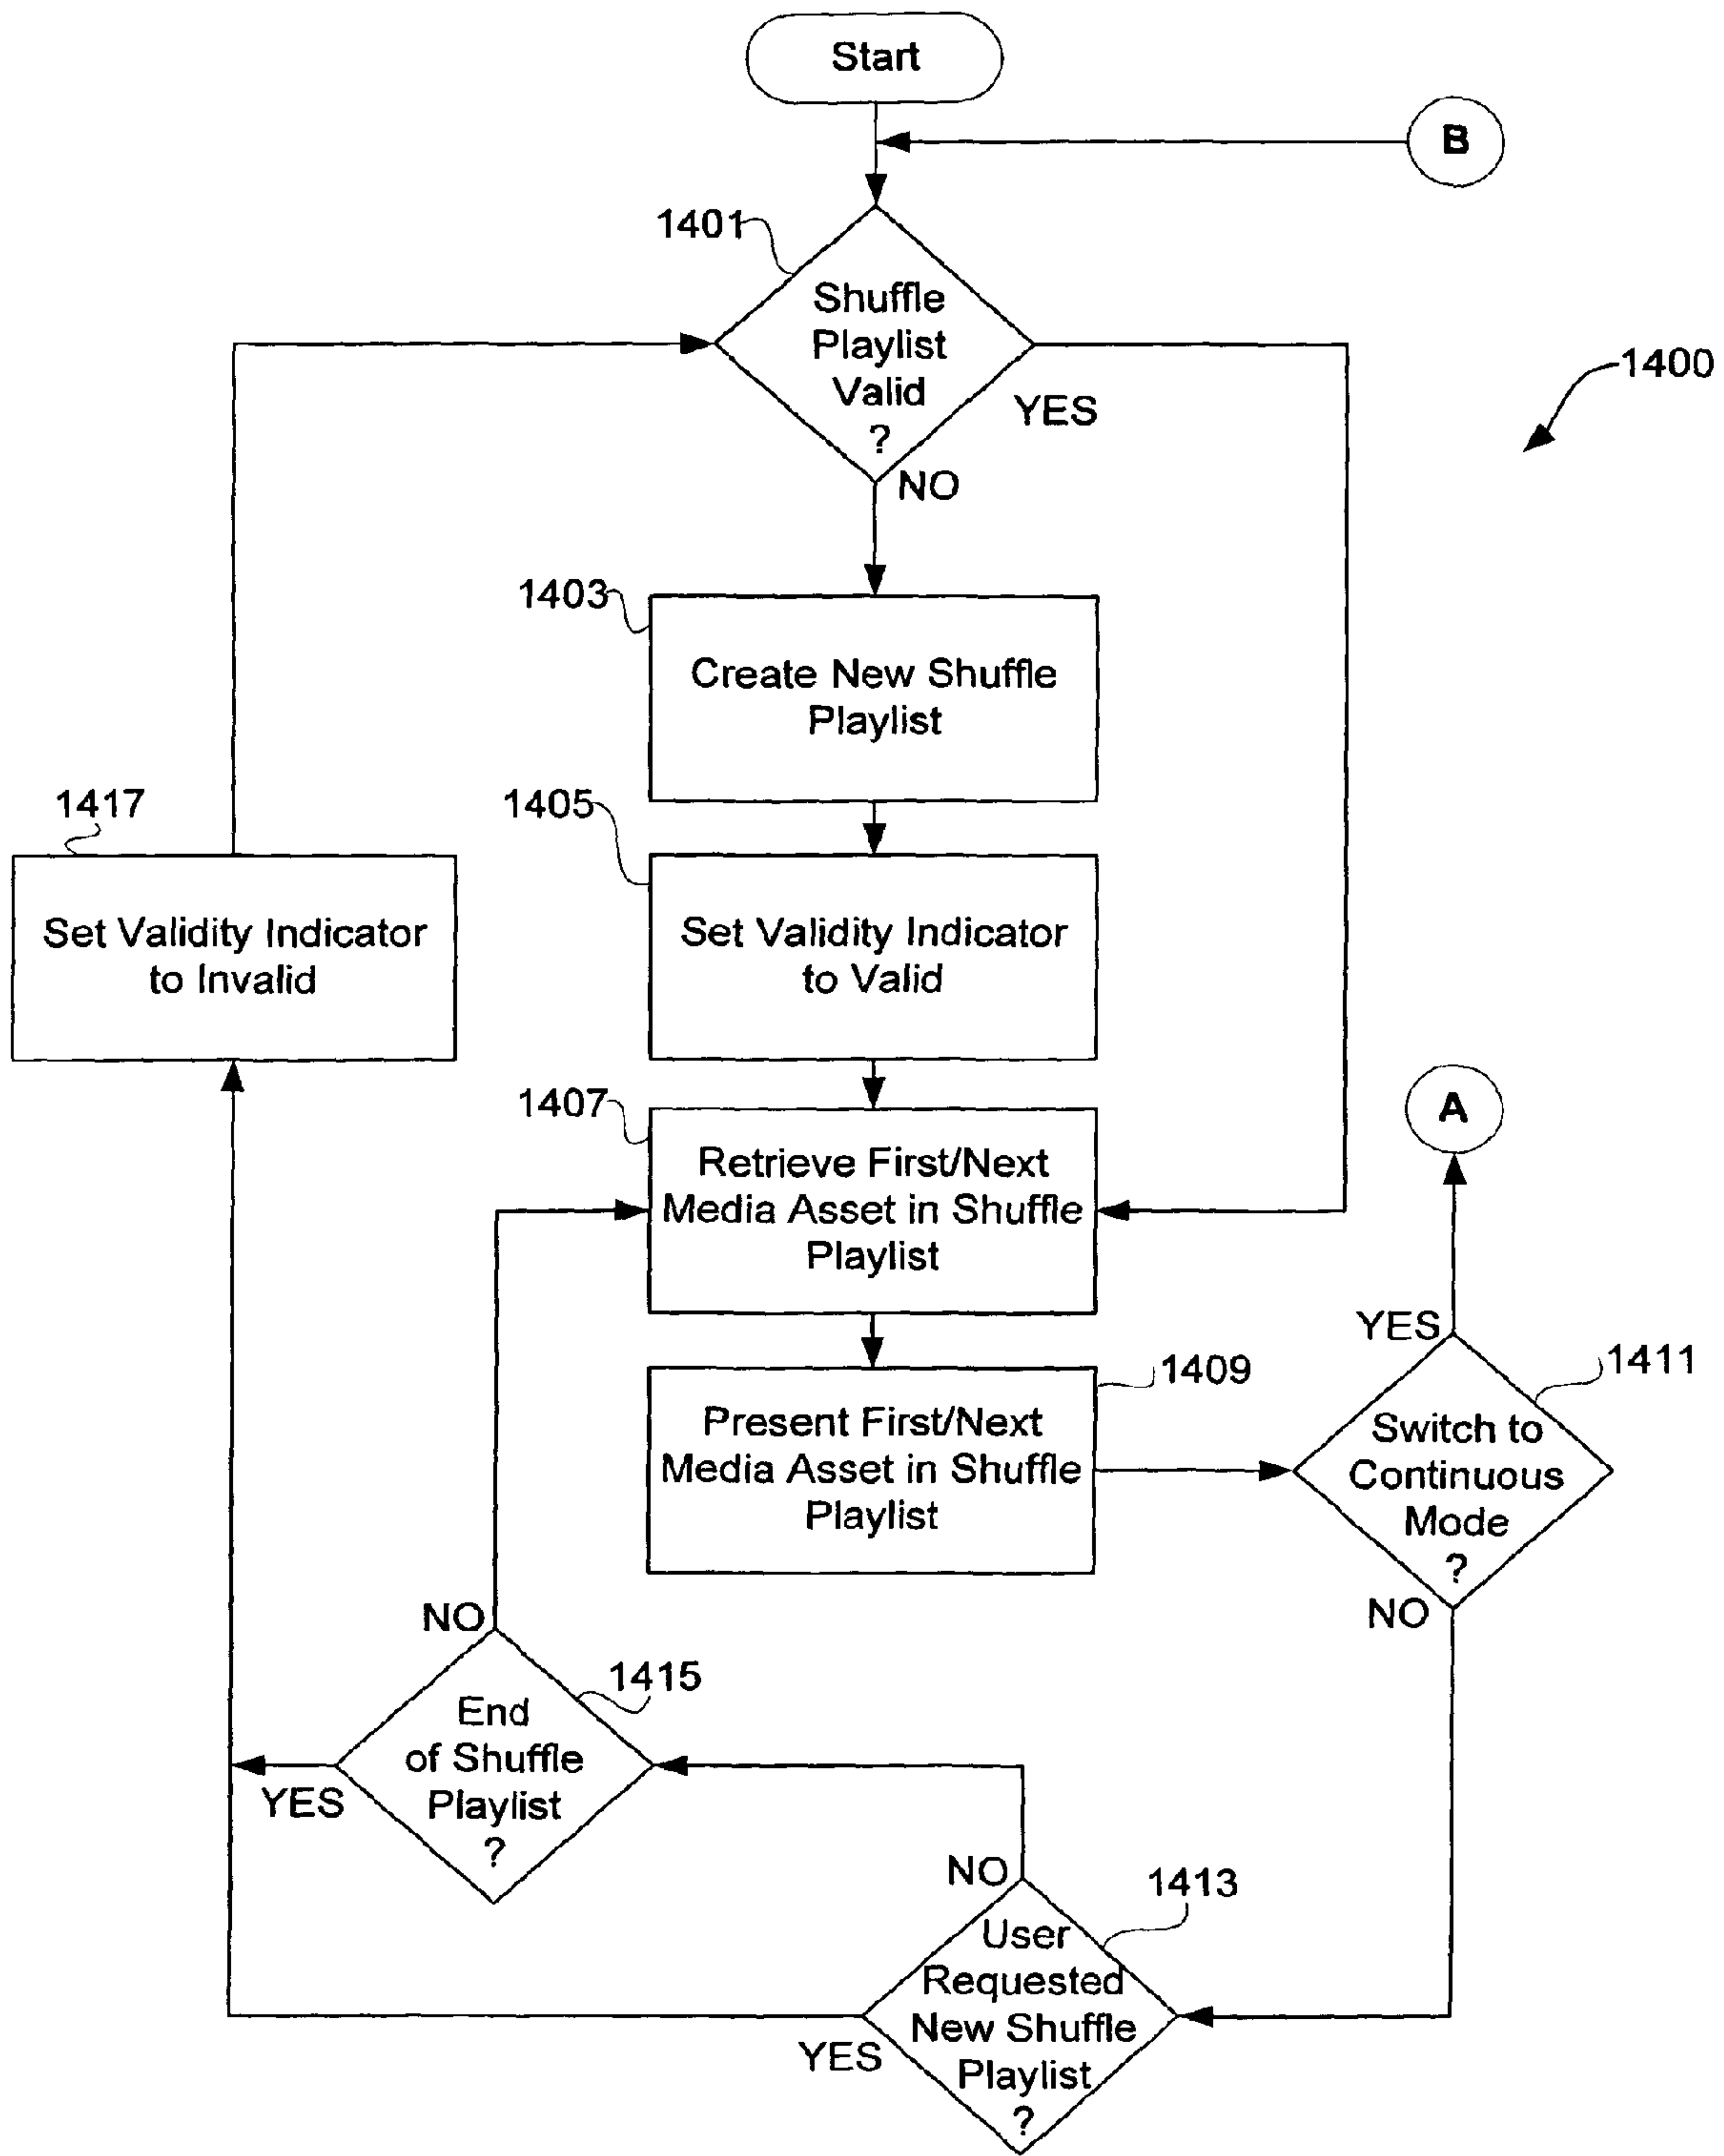 Start
B
1401
Shuffle
Playlist
Valid
?
YES
NO
1400
1403
Create New Shuffle
Playlist
1417
1405
Set Validity Indicator
to Invalid
Set Validity Indicator
to Valid
1407
A
Retrieve First/Next
Media Asset in Shuffle
Playlist
YES
1411
1409
Present First/Next
Media Asset in Shuffle
Playlist
Switch to
Continuous
Mode
?
NO
NO
1415
End
of Shuffle
Playlist
?
YES
NO
1413
User
Requested
New Shuffle
Playlist
?
YES